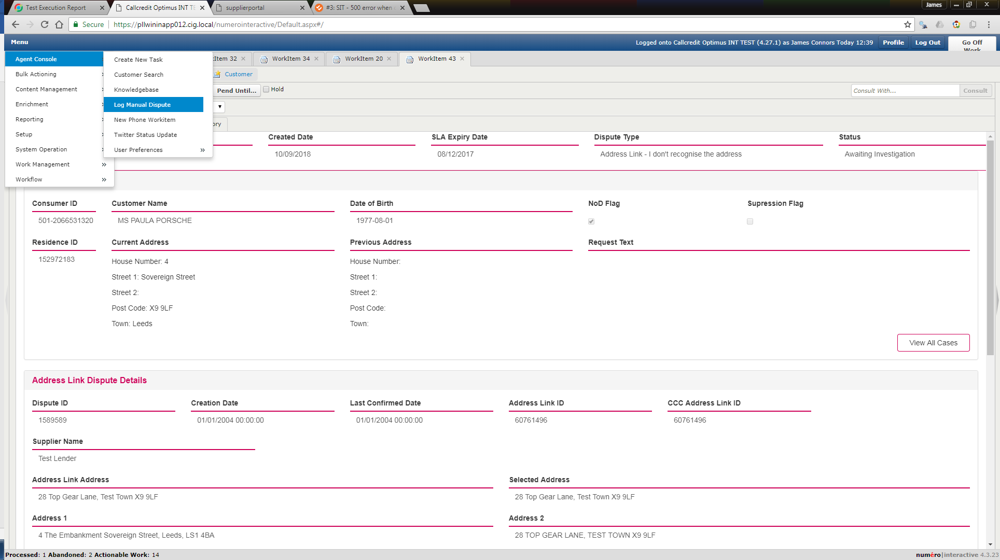 Test Execution Report
Callcredit Optimus INT TE
supplierportal
#3: SIT - 500 error when
James
Secure
https://pllwininapp012.cig.local/numerointeractive/Default.aspx#/
Menu
Logged onto Callcredit Optimus INT TEST (4.27.1) as James Connors Today 12:39
Profile
Log Out
Go Off Work
Agent Console
Bulk Actioning
Content Management
Enrichment
Reporting
Setup
System Operation
Work Management »
Workflow »
Create New Task
Customer Search
Knowledgebase
Log Manual Dispute
New Phone Workitem
Twitter Status Update
User Preferences »
Item 32
WorkItem 34
WorkItem 20
WorkItem 43
Customer
Pend Until...
Hold
Consult With...
Consult
ory
Created Date
SLA Expiry Date
Dispute Type
Status
10/09/2018
08/12/2017
Address Link - I don't recognise the address
Awaiting Investigation
Consumer ID
Customer Name
Date of Birth
NoD Flag
Supression Flag
501-2066531320
MS PAULA PORSCHE
1977-08-01
Residence ID
Current Address
Previous Address
Request Text
152972183
House Number: 4
House Number:
Street 1: Sovereign Street
Street 1:
Street 2:
Street 2:
Post Code: X9 9LF
Post Code:
Town: Leeds
Town:
View All Cases
Address Link Dispute Details
Dispute ID
Creation Date
Last Confirmed Date
Address Link ID
CCC Address Link ID
1589589
01/01/2004 00:00:00
01/01/2004 00:00:00
60761496
60761496
Supplier Name
Test Lender
Address Link Address
Selected Address
28 Top Gear Lane, Test Town X9 9LF
28 Top Gear Lane, Test Town X9 9LF
Address 1
Address 2
4 The Embankment Sovereign Street, Leeds, LS1 4BA
28 TOP GEAR LANE, TEST TOWN X9 9LF
Processed: 1 Abandoned: 2 Actionable Work: 14
numéro|interactive 4.3.23